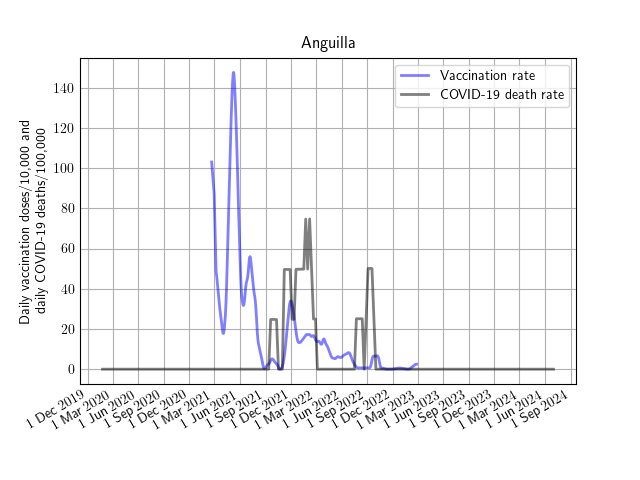 Anguilla
Vaccination rate
COVID-19 death rate
Daily vaccination doses/10,000 and
daily COVID-19 deaths/100,000
140
120
100
80
60
40
20
0
1 Dec 2019
1 Mar 2020
1 Jun 2020
1 Sep 2020
1 Dec 2020
1 Mar 2021
1 Jun 2021
1 Sep 2021
1 Dec 2021
1 Mar 2022
1 Jun 2022
1 Sep 2022
1 Dec 2022
1 Mar 2023
1 Jun 2023
1 Sep 2023
1 Dec 2023
1 Mar 2024
1 Jun 2024
1 Sep 2024